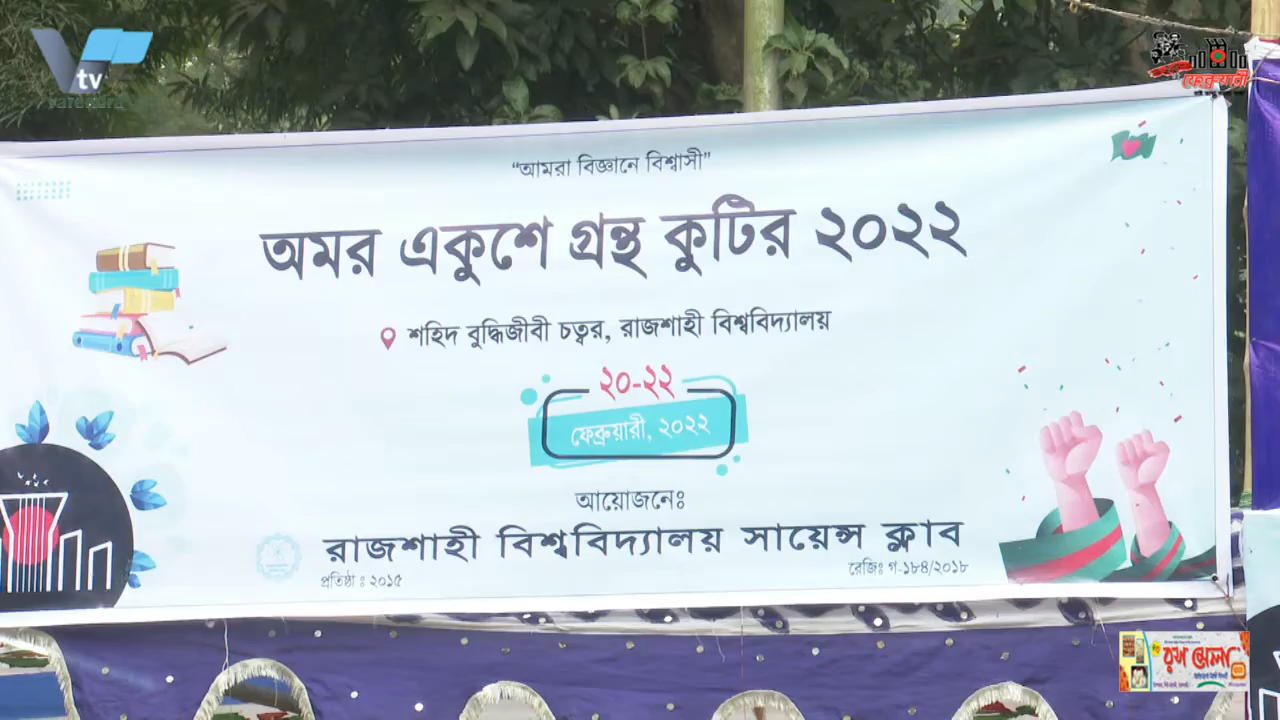 Vtv
ফেব্রুয়ারী
“আমরা বিজ্ঞানে বিশ্বাসী”
অমর একুশে গ্রন্থ কুটির ২০২২
শহিদ বুদ্ধিজীবী চত্বর, রাজশাহী বিশ্ববিদ্যালয়
২০-২২
ফেব্রুয়ারী, ২০২২
আয়োজনেঃ
রাজশাহী বিশ্ববিদ্যালয় সায়েন্স ক্লাব
প্রতিষ্ঠা : ২০১৫
রেজিঃ গ-১৮৪/২০১৮